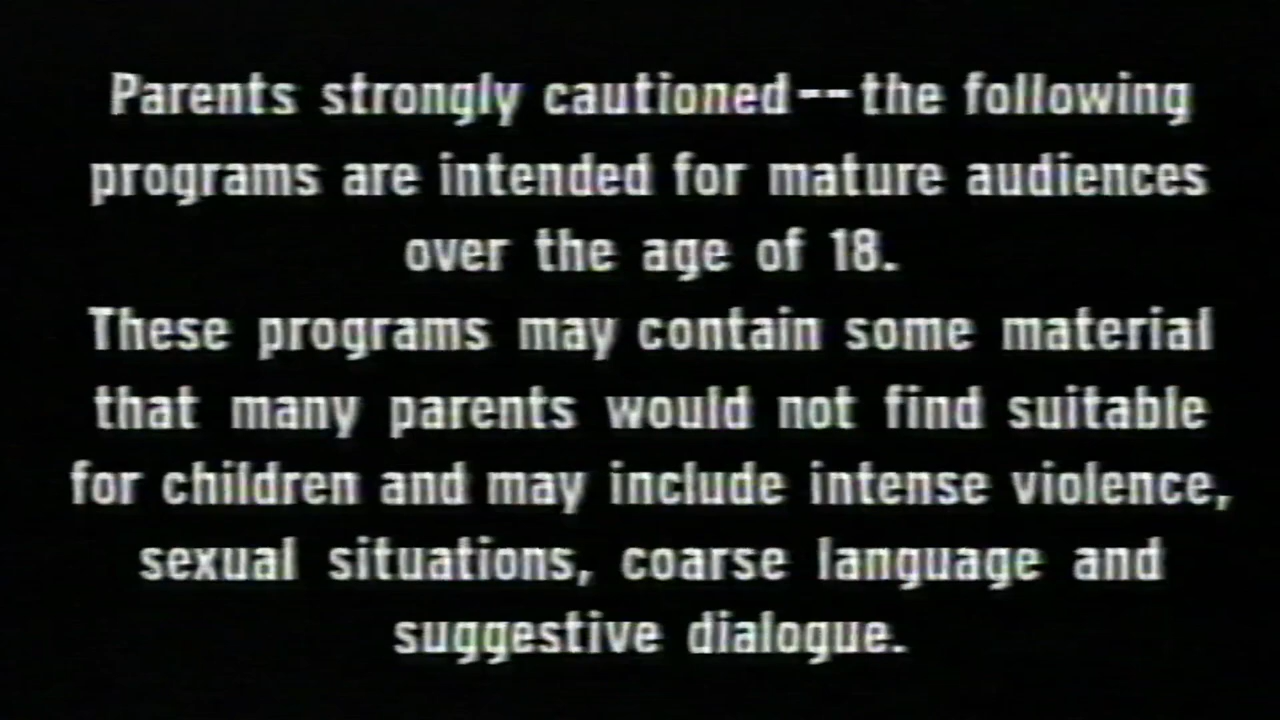 Parents strongly cautioned--the following
programs are intended for mature audiences
over the age of 18.
These programs may contain some material
that many parents would not find suitable
for children and may include intense violence,
sexual situations, coarse language and
suggestive dialogue.